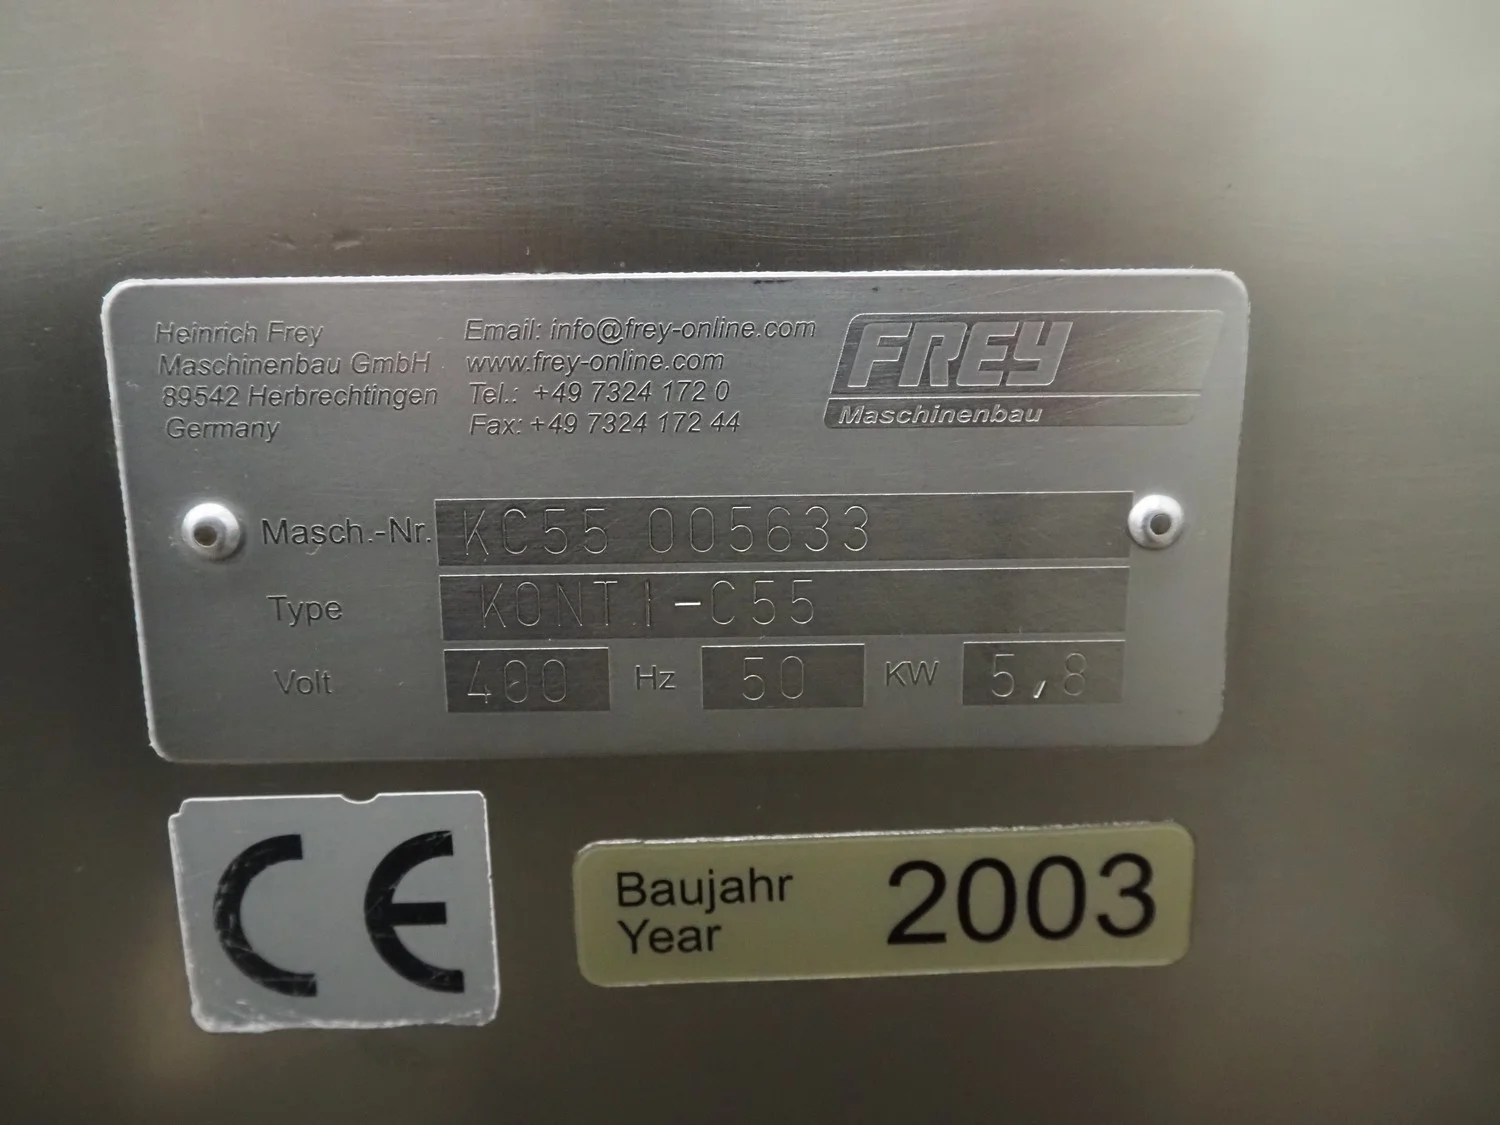 Heinrich Frey
Maschinenbau GmbH
89542 Herbrechtingen
Germany
Email: info@frey-online.com
www.frey-online.com
Tel.: +49 7324 172 0
Fax: +49 7324 172 44
FREY
Maschinenbau
Masch.-Nr. KC55 005633
Type KONTI-C55
Volt 400 Hz 50 KW 5,8
CE
Baujahr
Year
2003